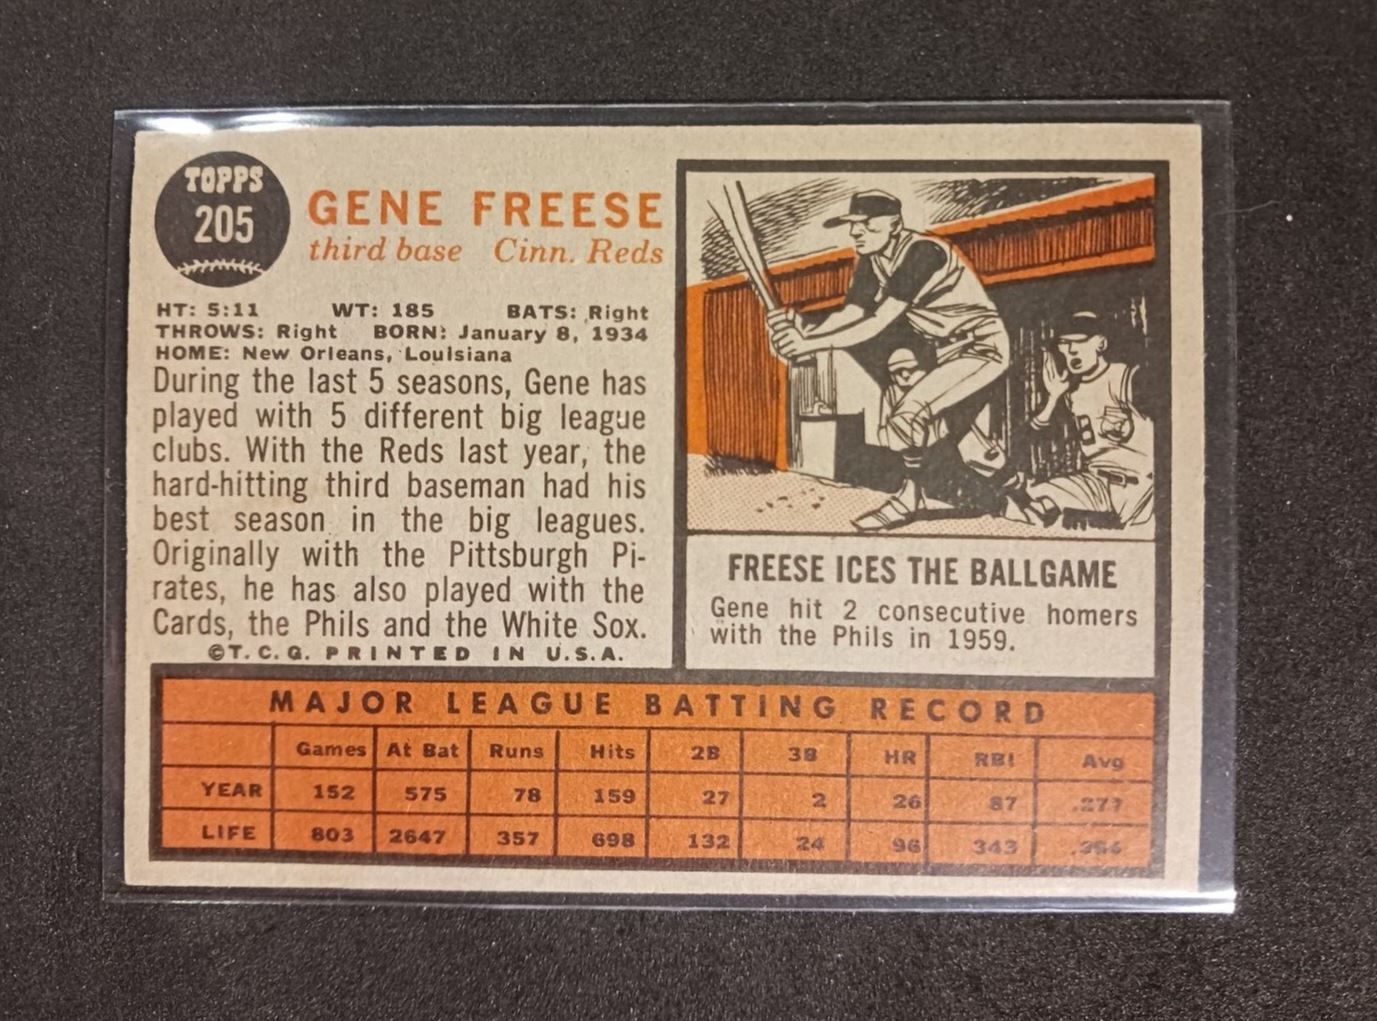 TOPPS
205
GENE FREESE
third base Cinn. Reds
HT: 5:11 WT: 185 BATS: Right
THROWS: Right BORN: January 8, 1934
HOME: New Orleans, Louisiana
During the last 5 seasons, Gene has
played with 5 different big league
clubs. With the Reds last year, the
hard-hitting third baseman had his
best season in the big leagues.
Originally with the Pittsburgh Pi-
rates, he has also played with the
Cards, the Phils and the White Sox.
©T.C.G. PRINTED IN U.S.A.
8
FREESE ICES THE BALLGAME
Gene hit 2 consecutive homers
with the Phils in 1959.
MAJOR LEAGUE BATTING RECORD
Games At Bat Runs Hits 2B 3B HR RBI Avg
YEAR 152 575 78 159 27 2 26 87 .277
LIFE 803 2647 357 698 132 24 96 343